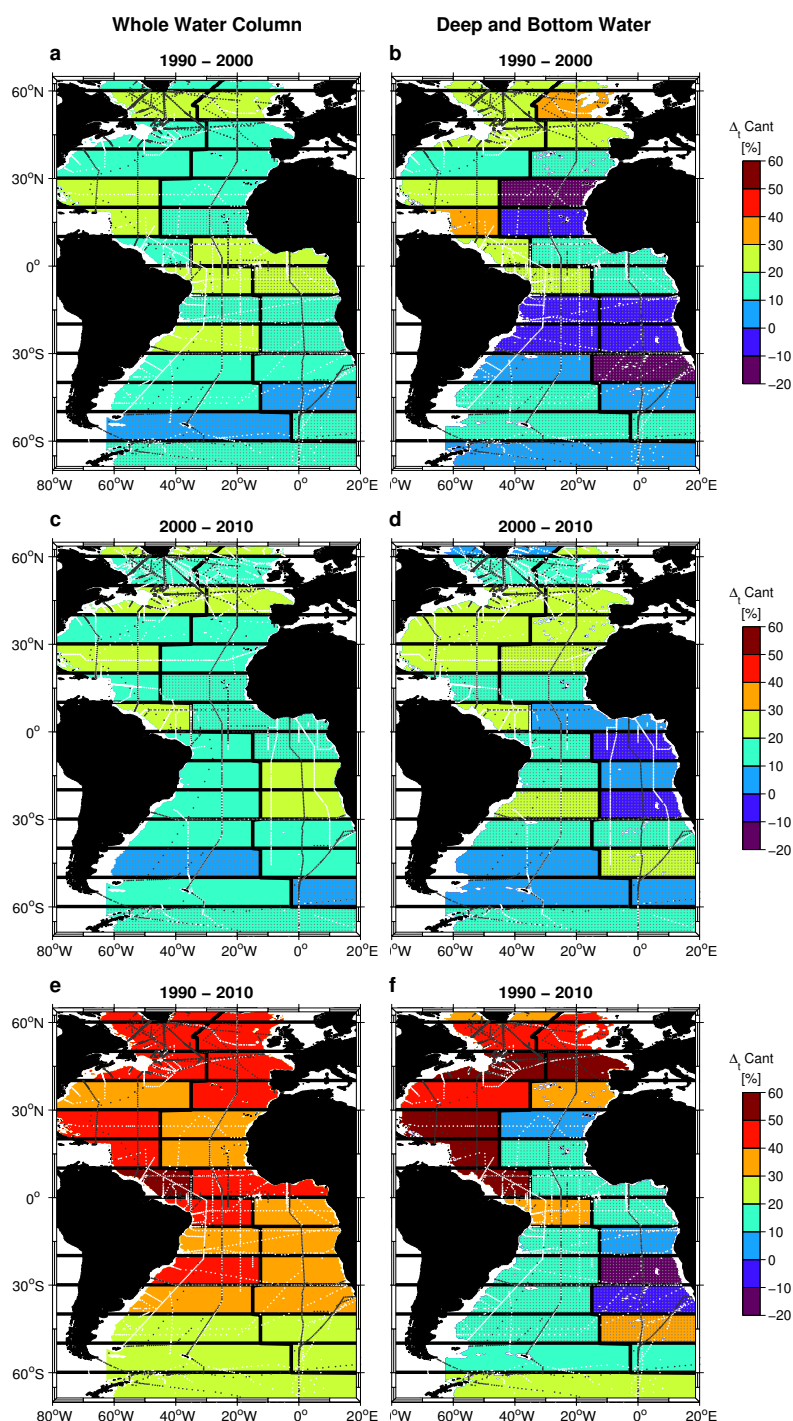 Whole Water Column Deep and Bottom Water
a b
1990 – 2000 1990 – 2000
60°N
30°N
0°
30°S
60°S
80°W 60°W 40°W 20°W 0° 20°E
0°W 60°W 40°W 20°W 0° 20°E
Δt Cant
[%]
60
50
40
30
20
10
0
−10
−20
c d
2000 – 2010 2000 – 2010
60°N
30°N
0°
30°S
60°S
80°W 60°W 40°W 20°W 0° 20°E
0°W 60°W 40°W 20°W 0° 20°E
Δt Cant
[%]
60
50
40
30
20
10
0
−10
−20
e f
1990 – 2010 1990 – 2010
60°N
30°N
0°
30°S
60°S
80°W 60°W 40°W 20°W 0° 20°E
0°W 60°W 40°W 20°W 0° 20°E
Δt Cant
[%]
60
50
40
30
20
10
0
−10
−20